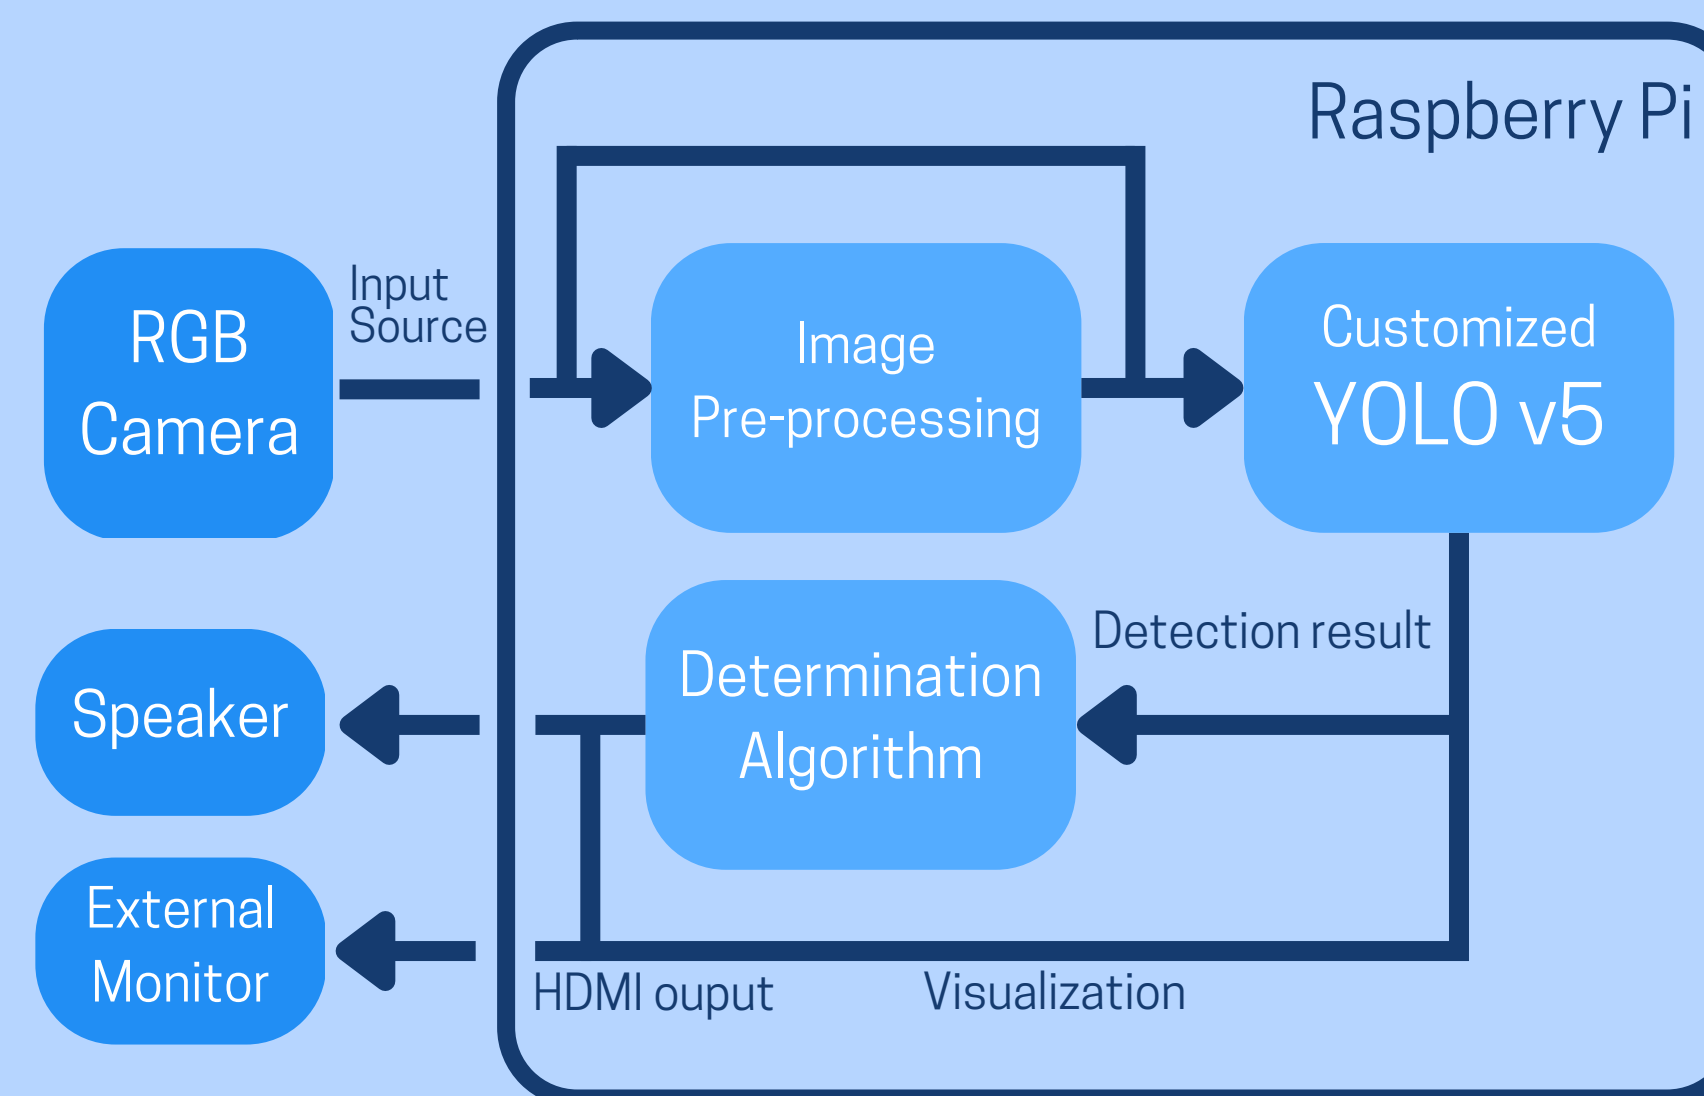 Raspberry Pi
RGB
Camera
Input
Source
Image
Pre-processing
Customized
YOLO v5
Speaker
Determination
Algorithm
Detection result
External
Monitor
HDMI ouput
Visualization